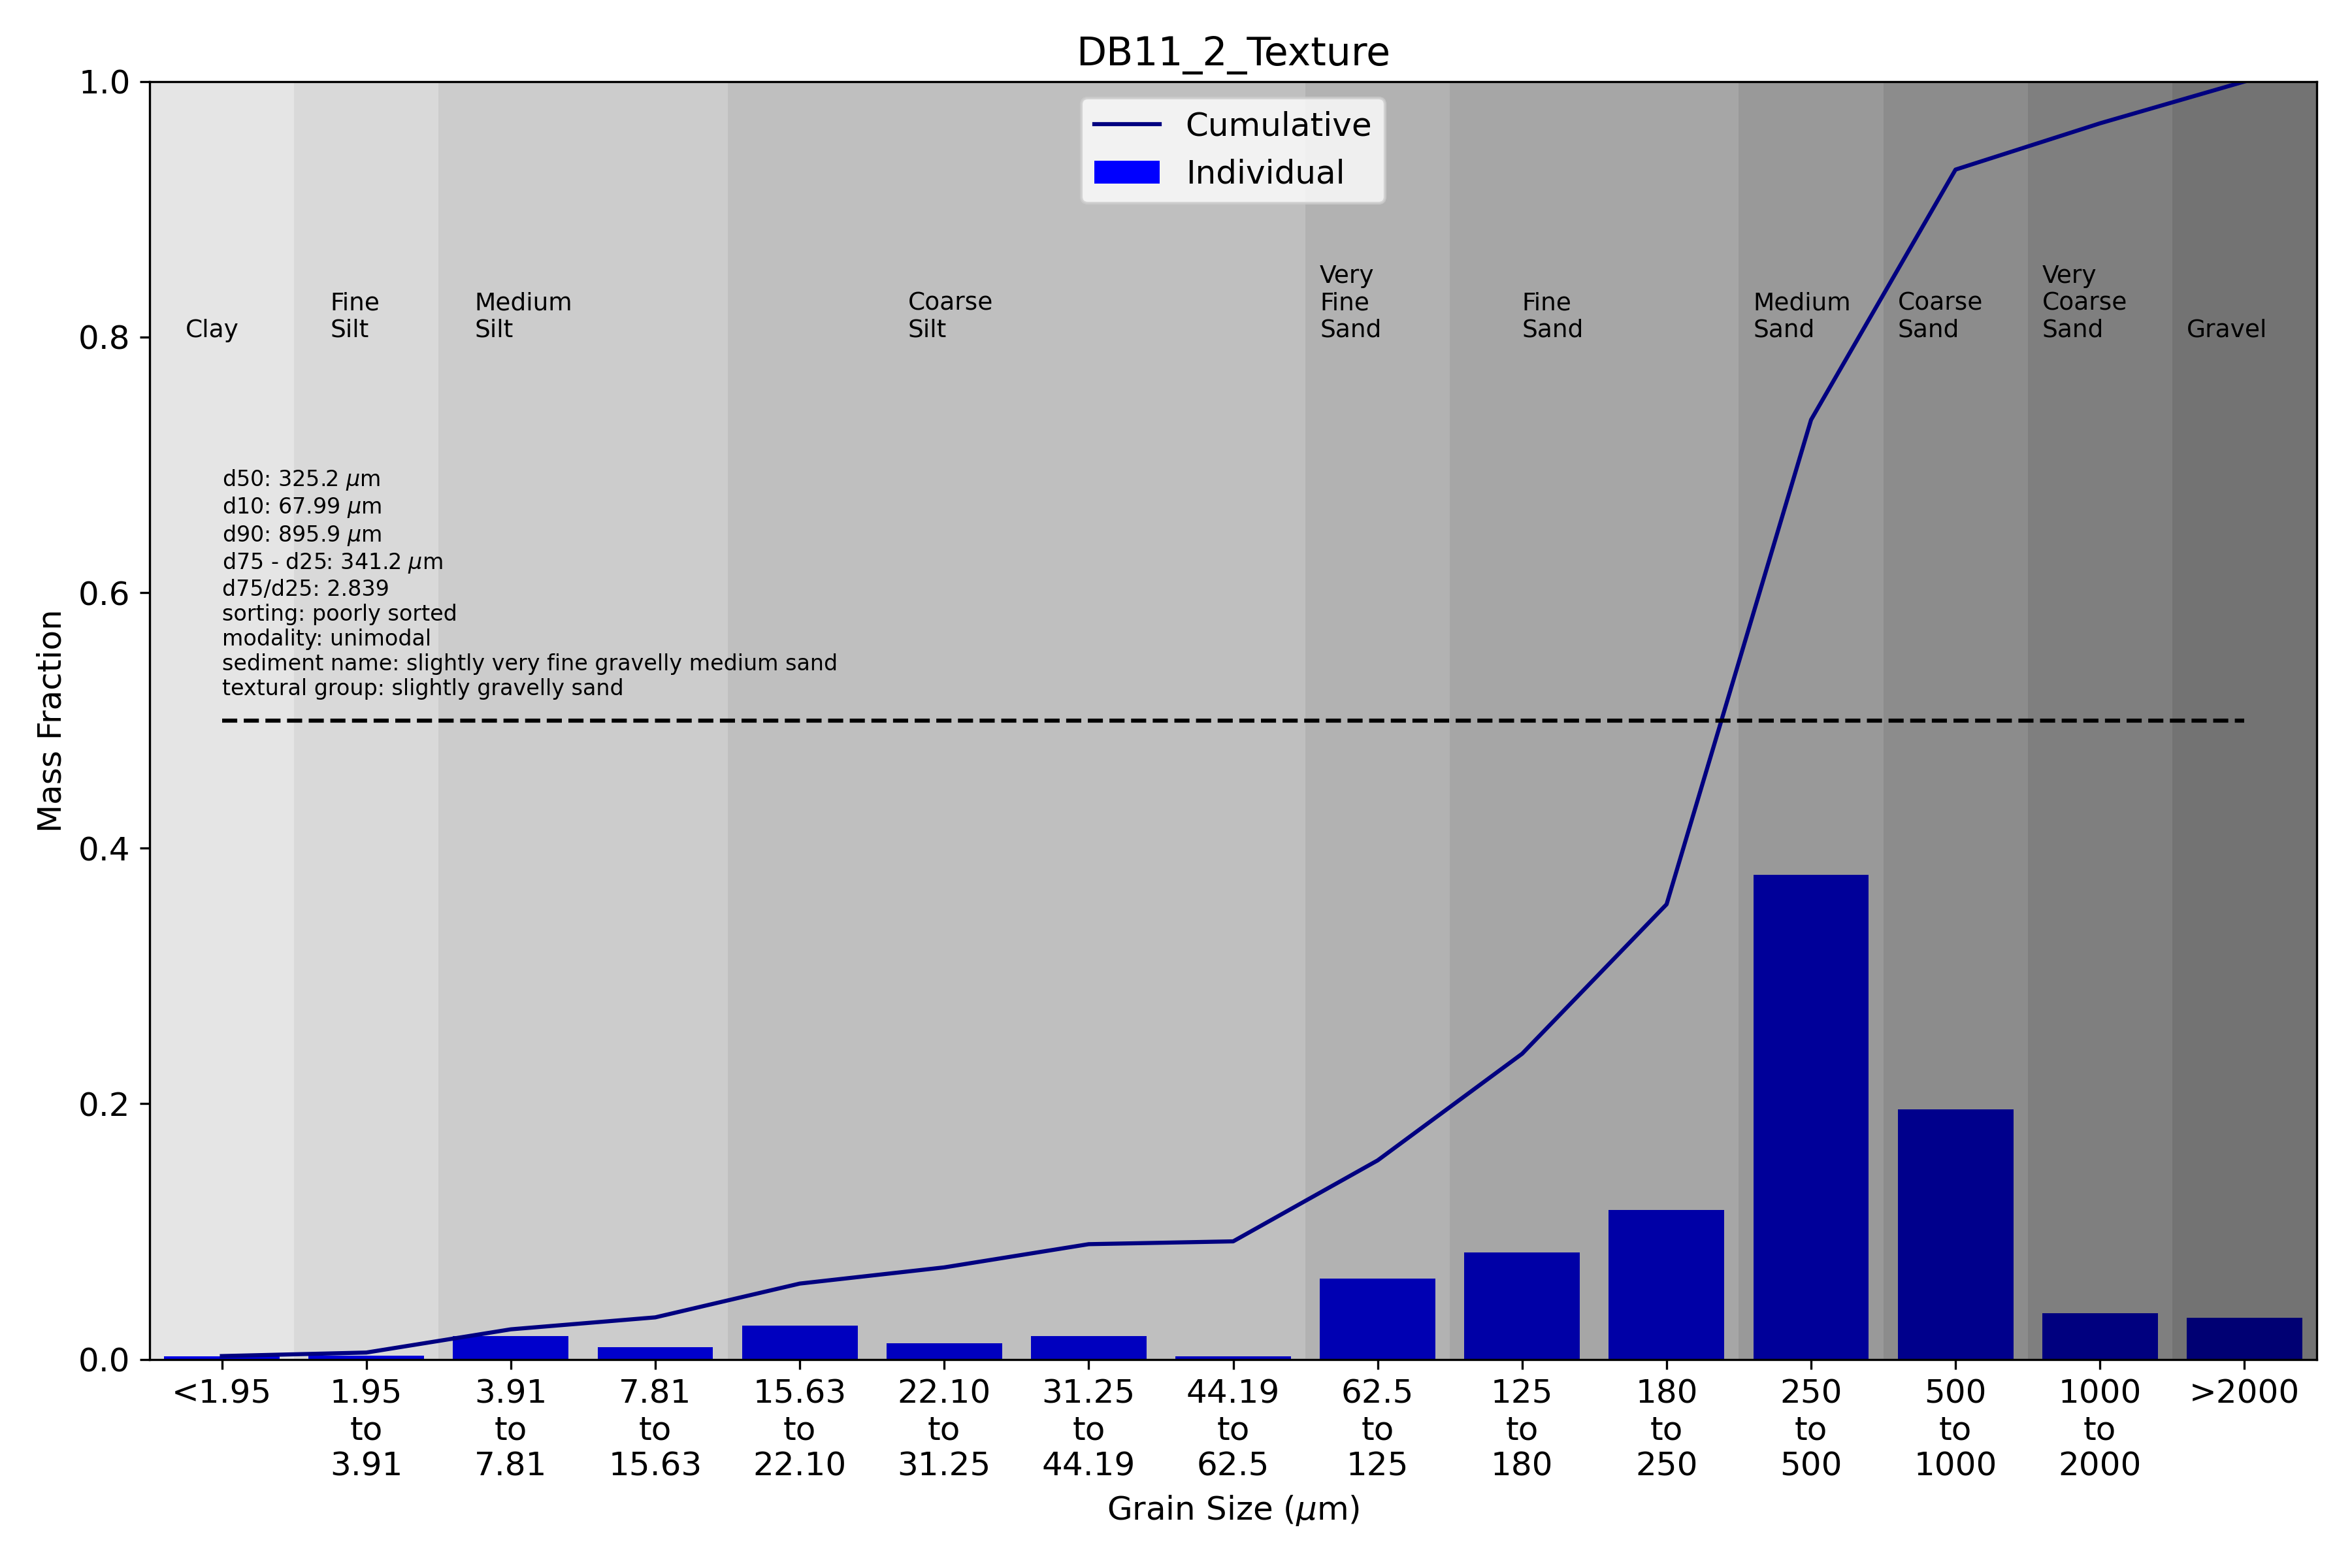 DB11_2_Texture
Cumulative
Individual
Clay
Fine
Silt
Medium
Silt
Coarse
Silt
Very
Fine
Sand
Fine
Sand
Medium
Sand
Coarse
Sand
Very
Coarse
Sand
Gravel
d50: 325.2 μm
d10: 67.99 μm
d90: 895.9 μm
d75 - d25: 341.2 μm
d75/d25: 2.839
sorting: poorly sorted
modality: unimodal
sediment name: slightly very fine gravelly medium sand
textural group: slightly gravelly sand
Mass Fraction
1.0
0.8
0.6
0.4
0.2
0.0
<1.95
1.95
to
3.91
3.91
to
7.81
7.81
to
15.63
15.63
to
22.10
22.10
to
31.25
31.25
to
44.19
44.19
to
62.5
62.5
to
125
125
to
180
180
to
250
250
to
500
500
to
1000
1000
to
2000
>2000
Grain Size (μm)